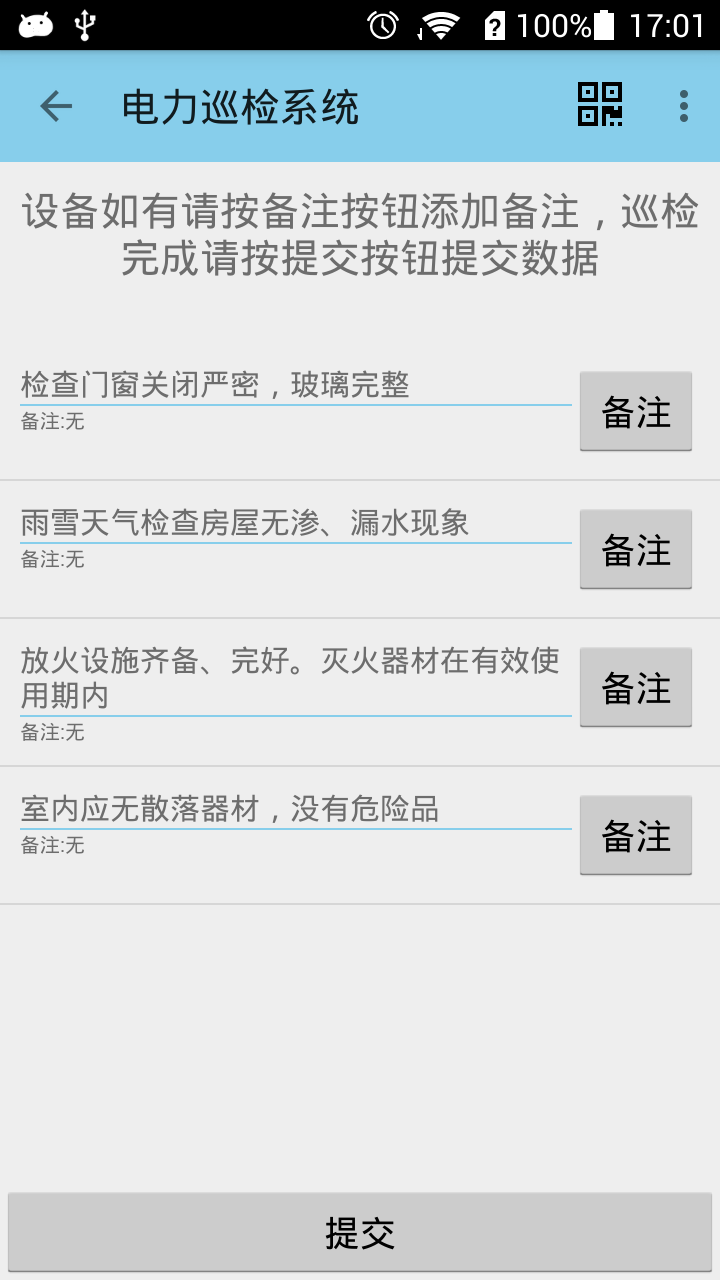 100% 17:01
电力巡检系统
设备如有请按备注按钮添加备注，巡检
完成请按提交按钮提交数据
检查门窗关闭严密，玻璃完整
备注:无
备注
雨雪天气检查房屋无渗、漏水现象
备注:无
备注
放火设施齐备、完好。灭火器材在有效使
用期内
备注:无
备注
室内应无散落器材，没有危险品
备注:无
备注
提交